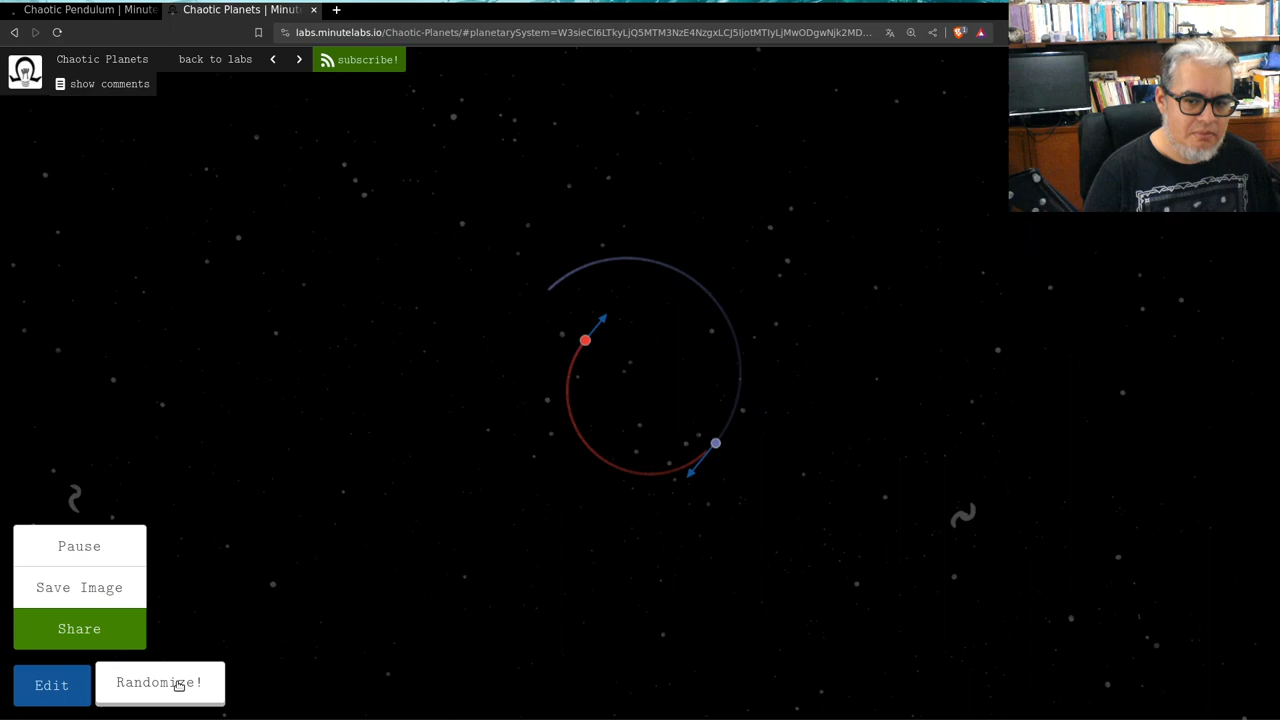 Chaotic Pendulum | Minute
Chaotic Planets | Minut
labs.minutelabs.io/Chaotic-Planets/#planetarySystem=W3sieCI6LTkyLjQ5MTM3NzE4NzgxLCJ5IjotMTIyLjMwODgwNjk2MD...
Chaotic Planets
back to labs
subscribe!
show comments
Pause
Save Image
Share
Edit
Randomize!